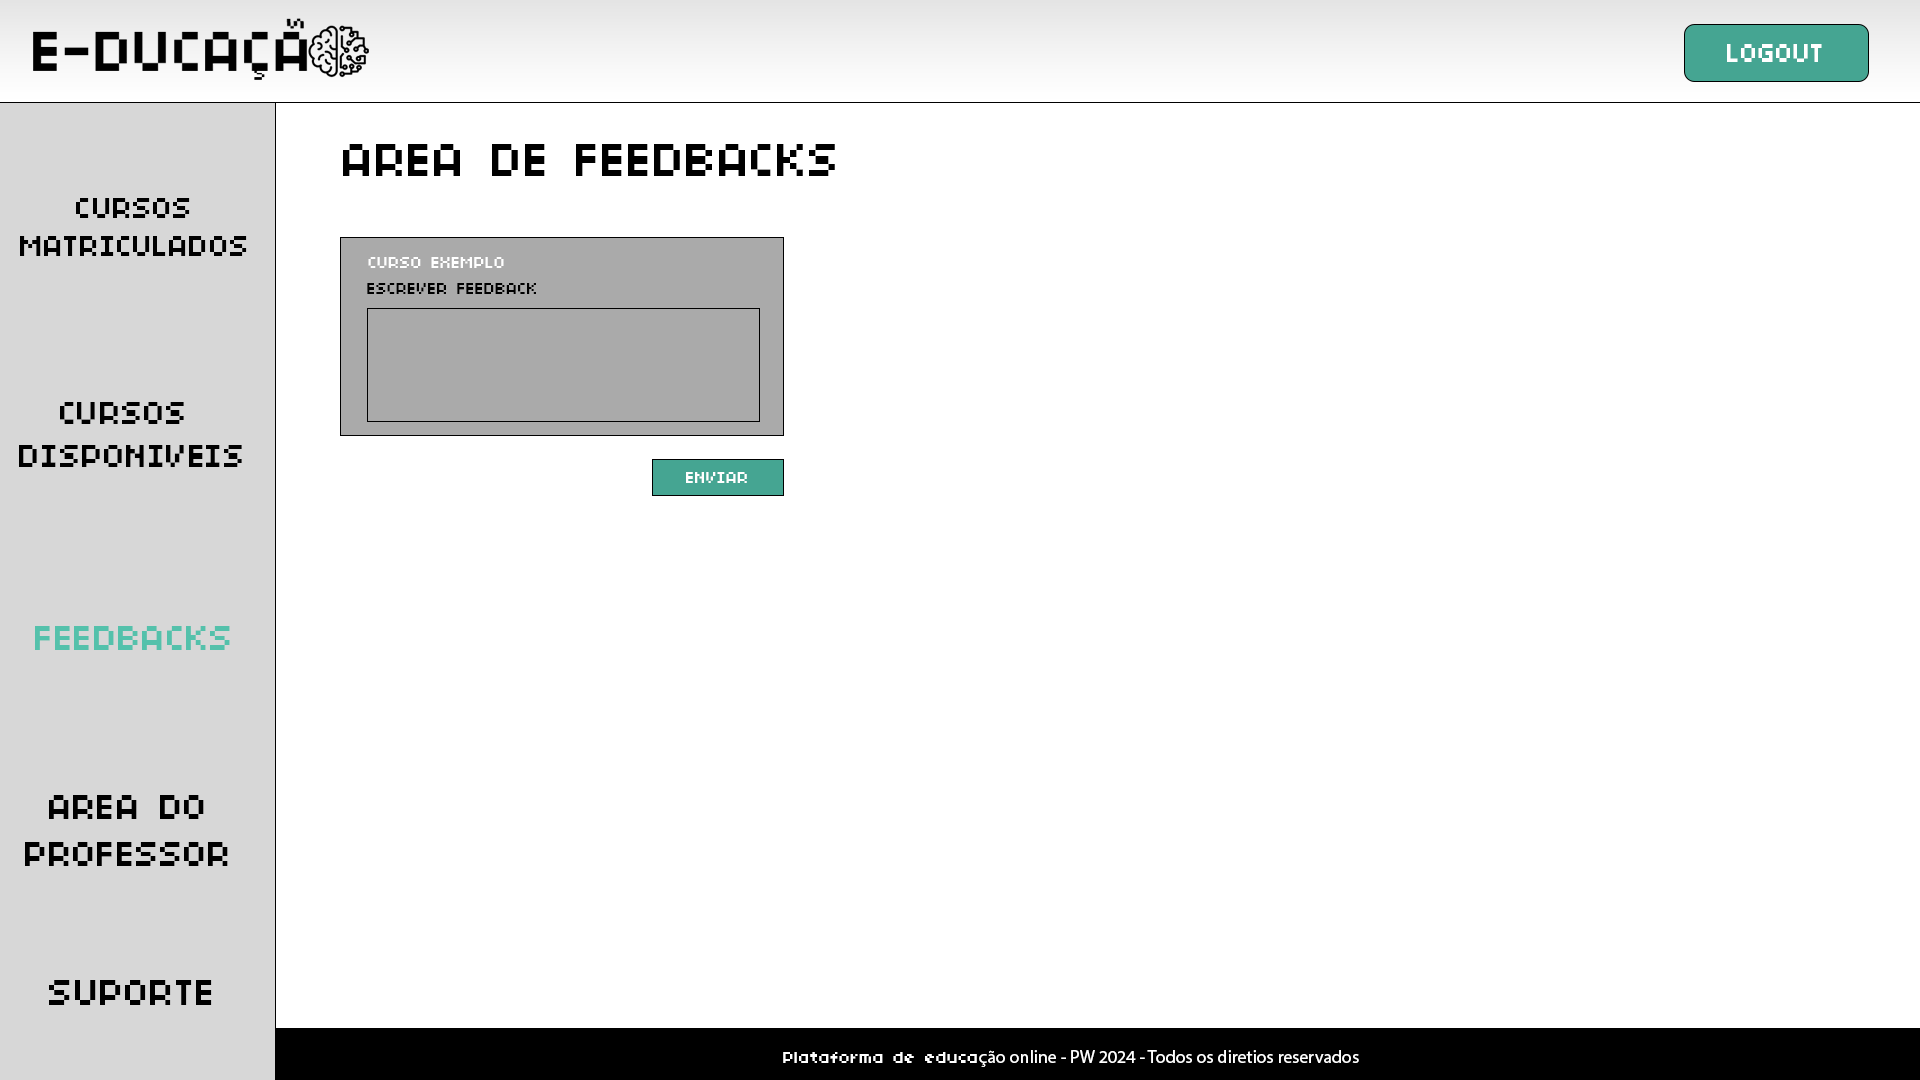 E-DUCAÇÃ
LOGOUT
CURSOS
MATRICULADOS
CURSOS
DISPONIVEIS
FEEDBACKS
AREA DO
PROFESSOR
SUPORTE
AREA DE FEEDBACKS
CURSO EXEMPLO
ESCREVER FEEDBACK
ENVIAR
Plataforma de educação online - PW 2024 - Todos os diretios reservados